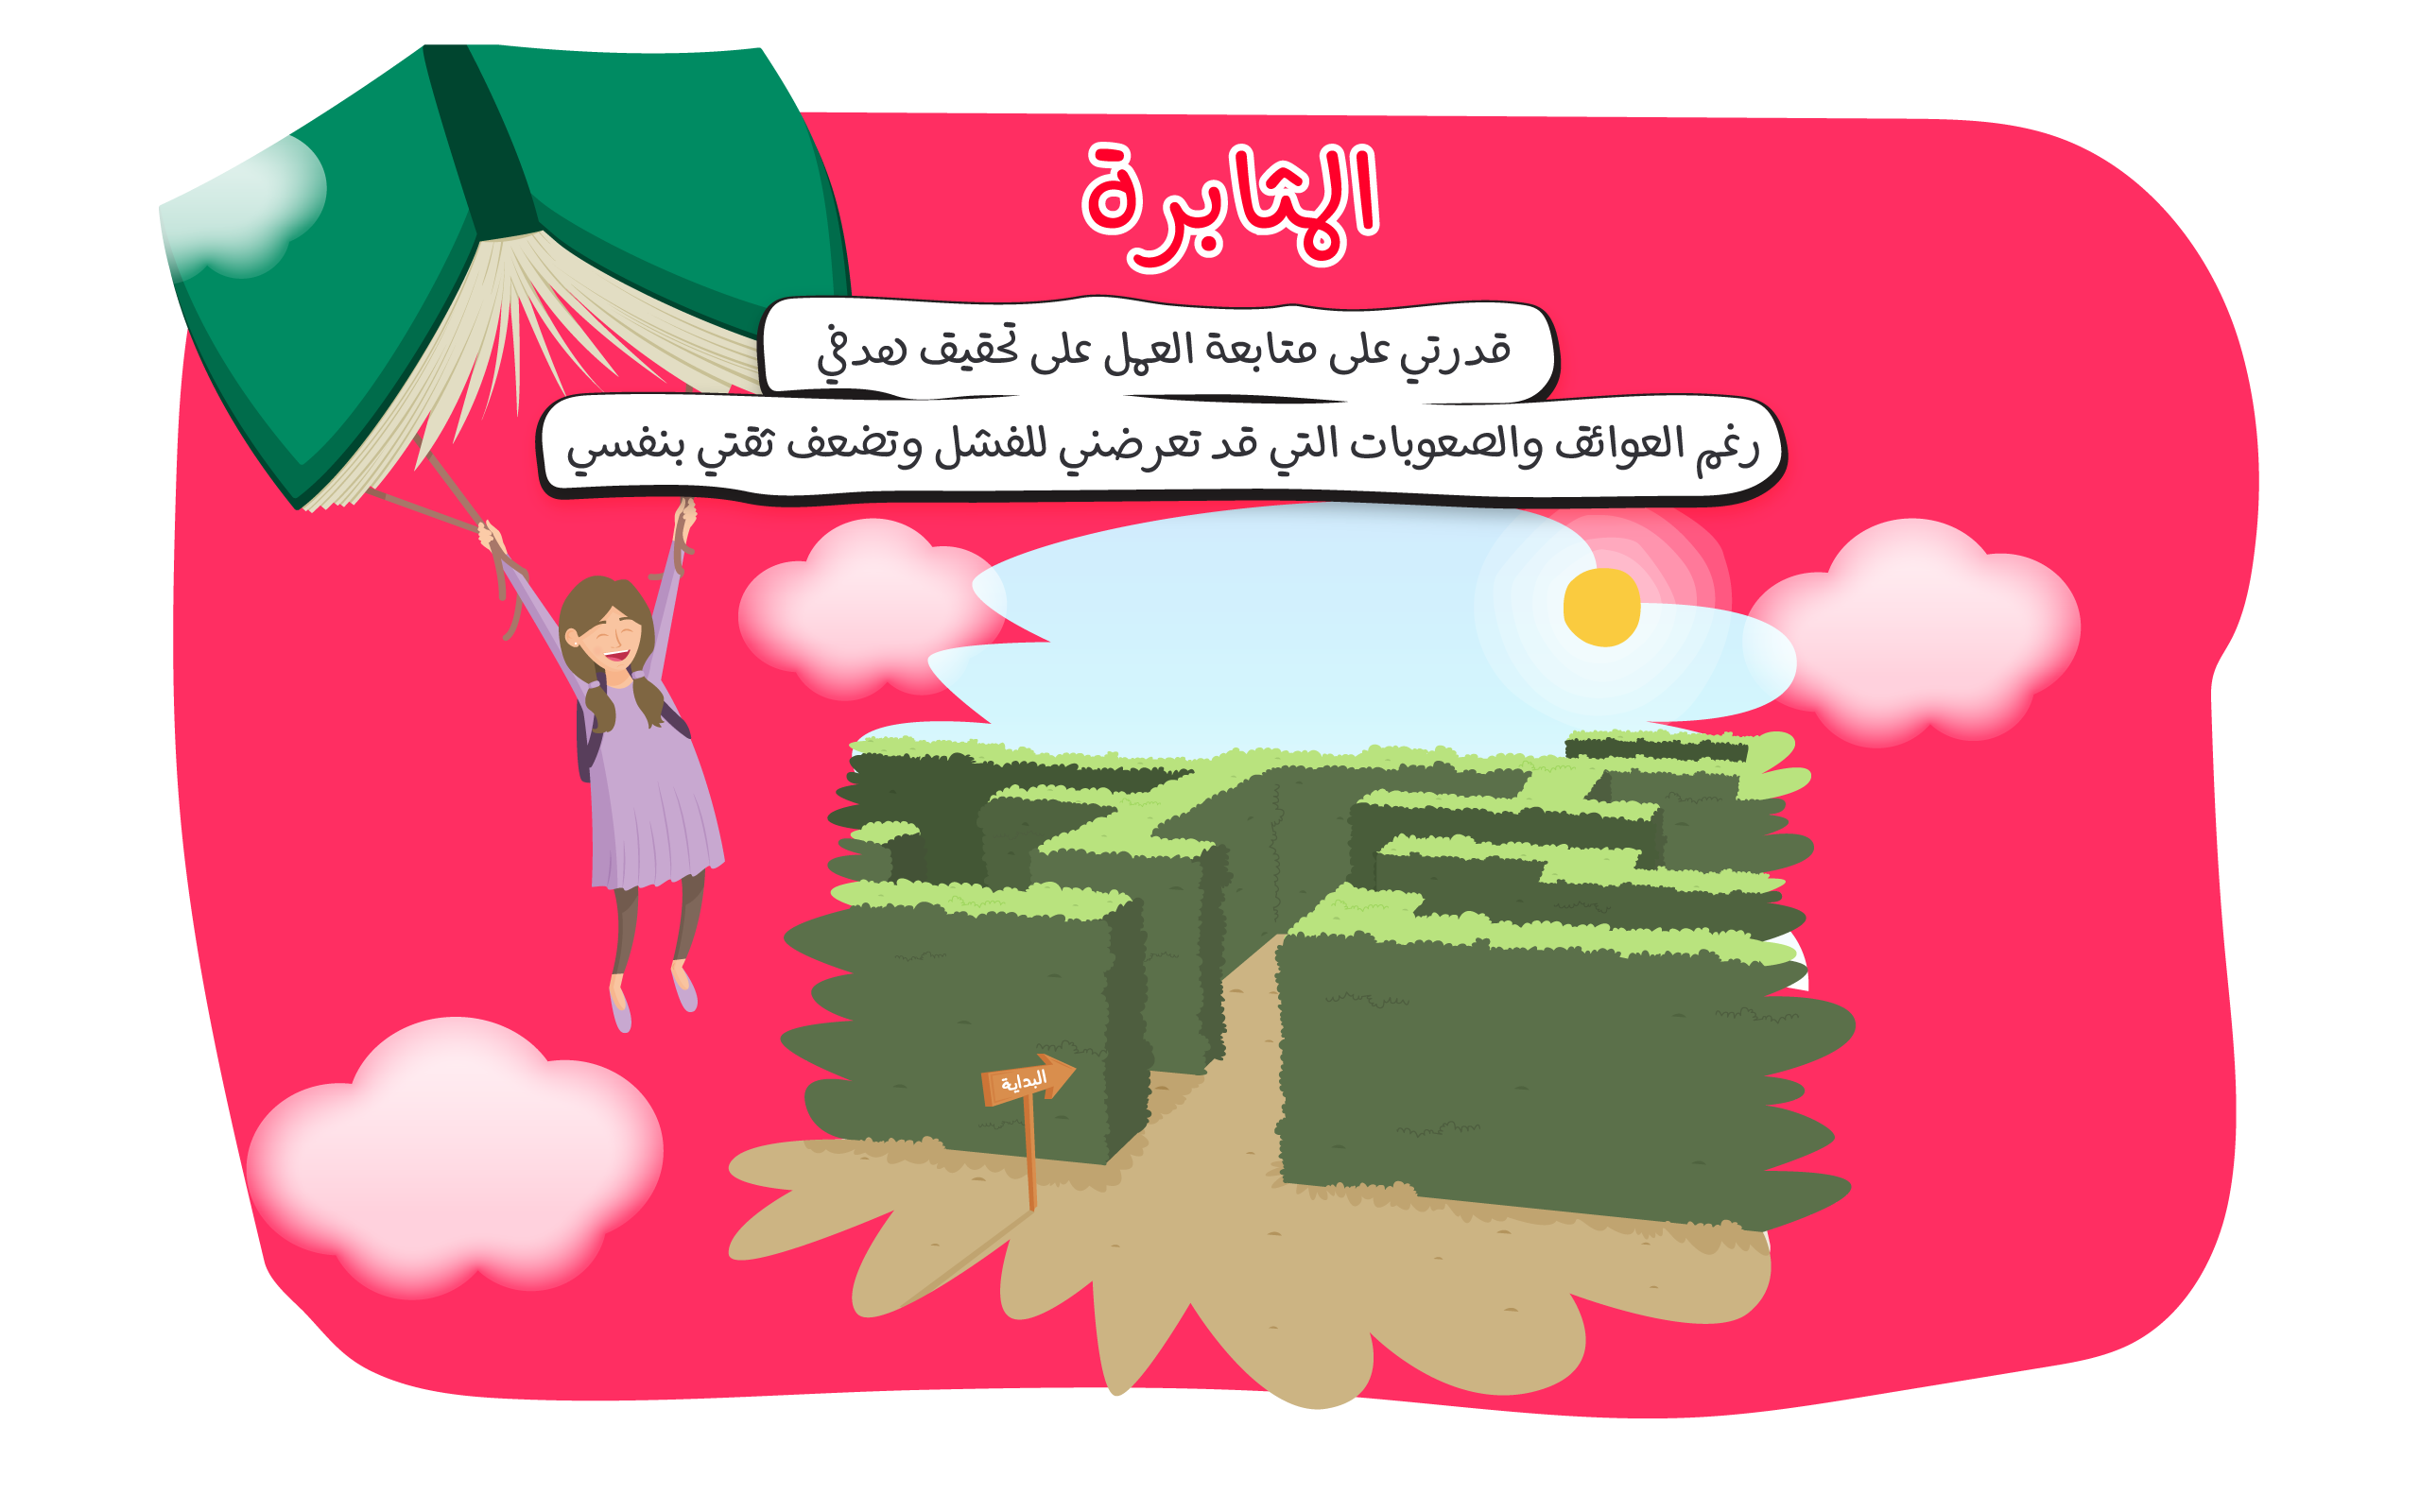 المثابرة
قدرتي على متابعة العمل على تحقيق هدفي
رغم العوائق والصعوبات التي قد تعرضني للفشل وتضعف ثقتي بنفسي
البداية